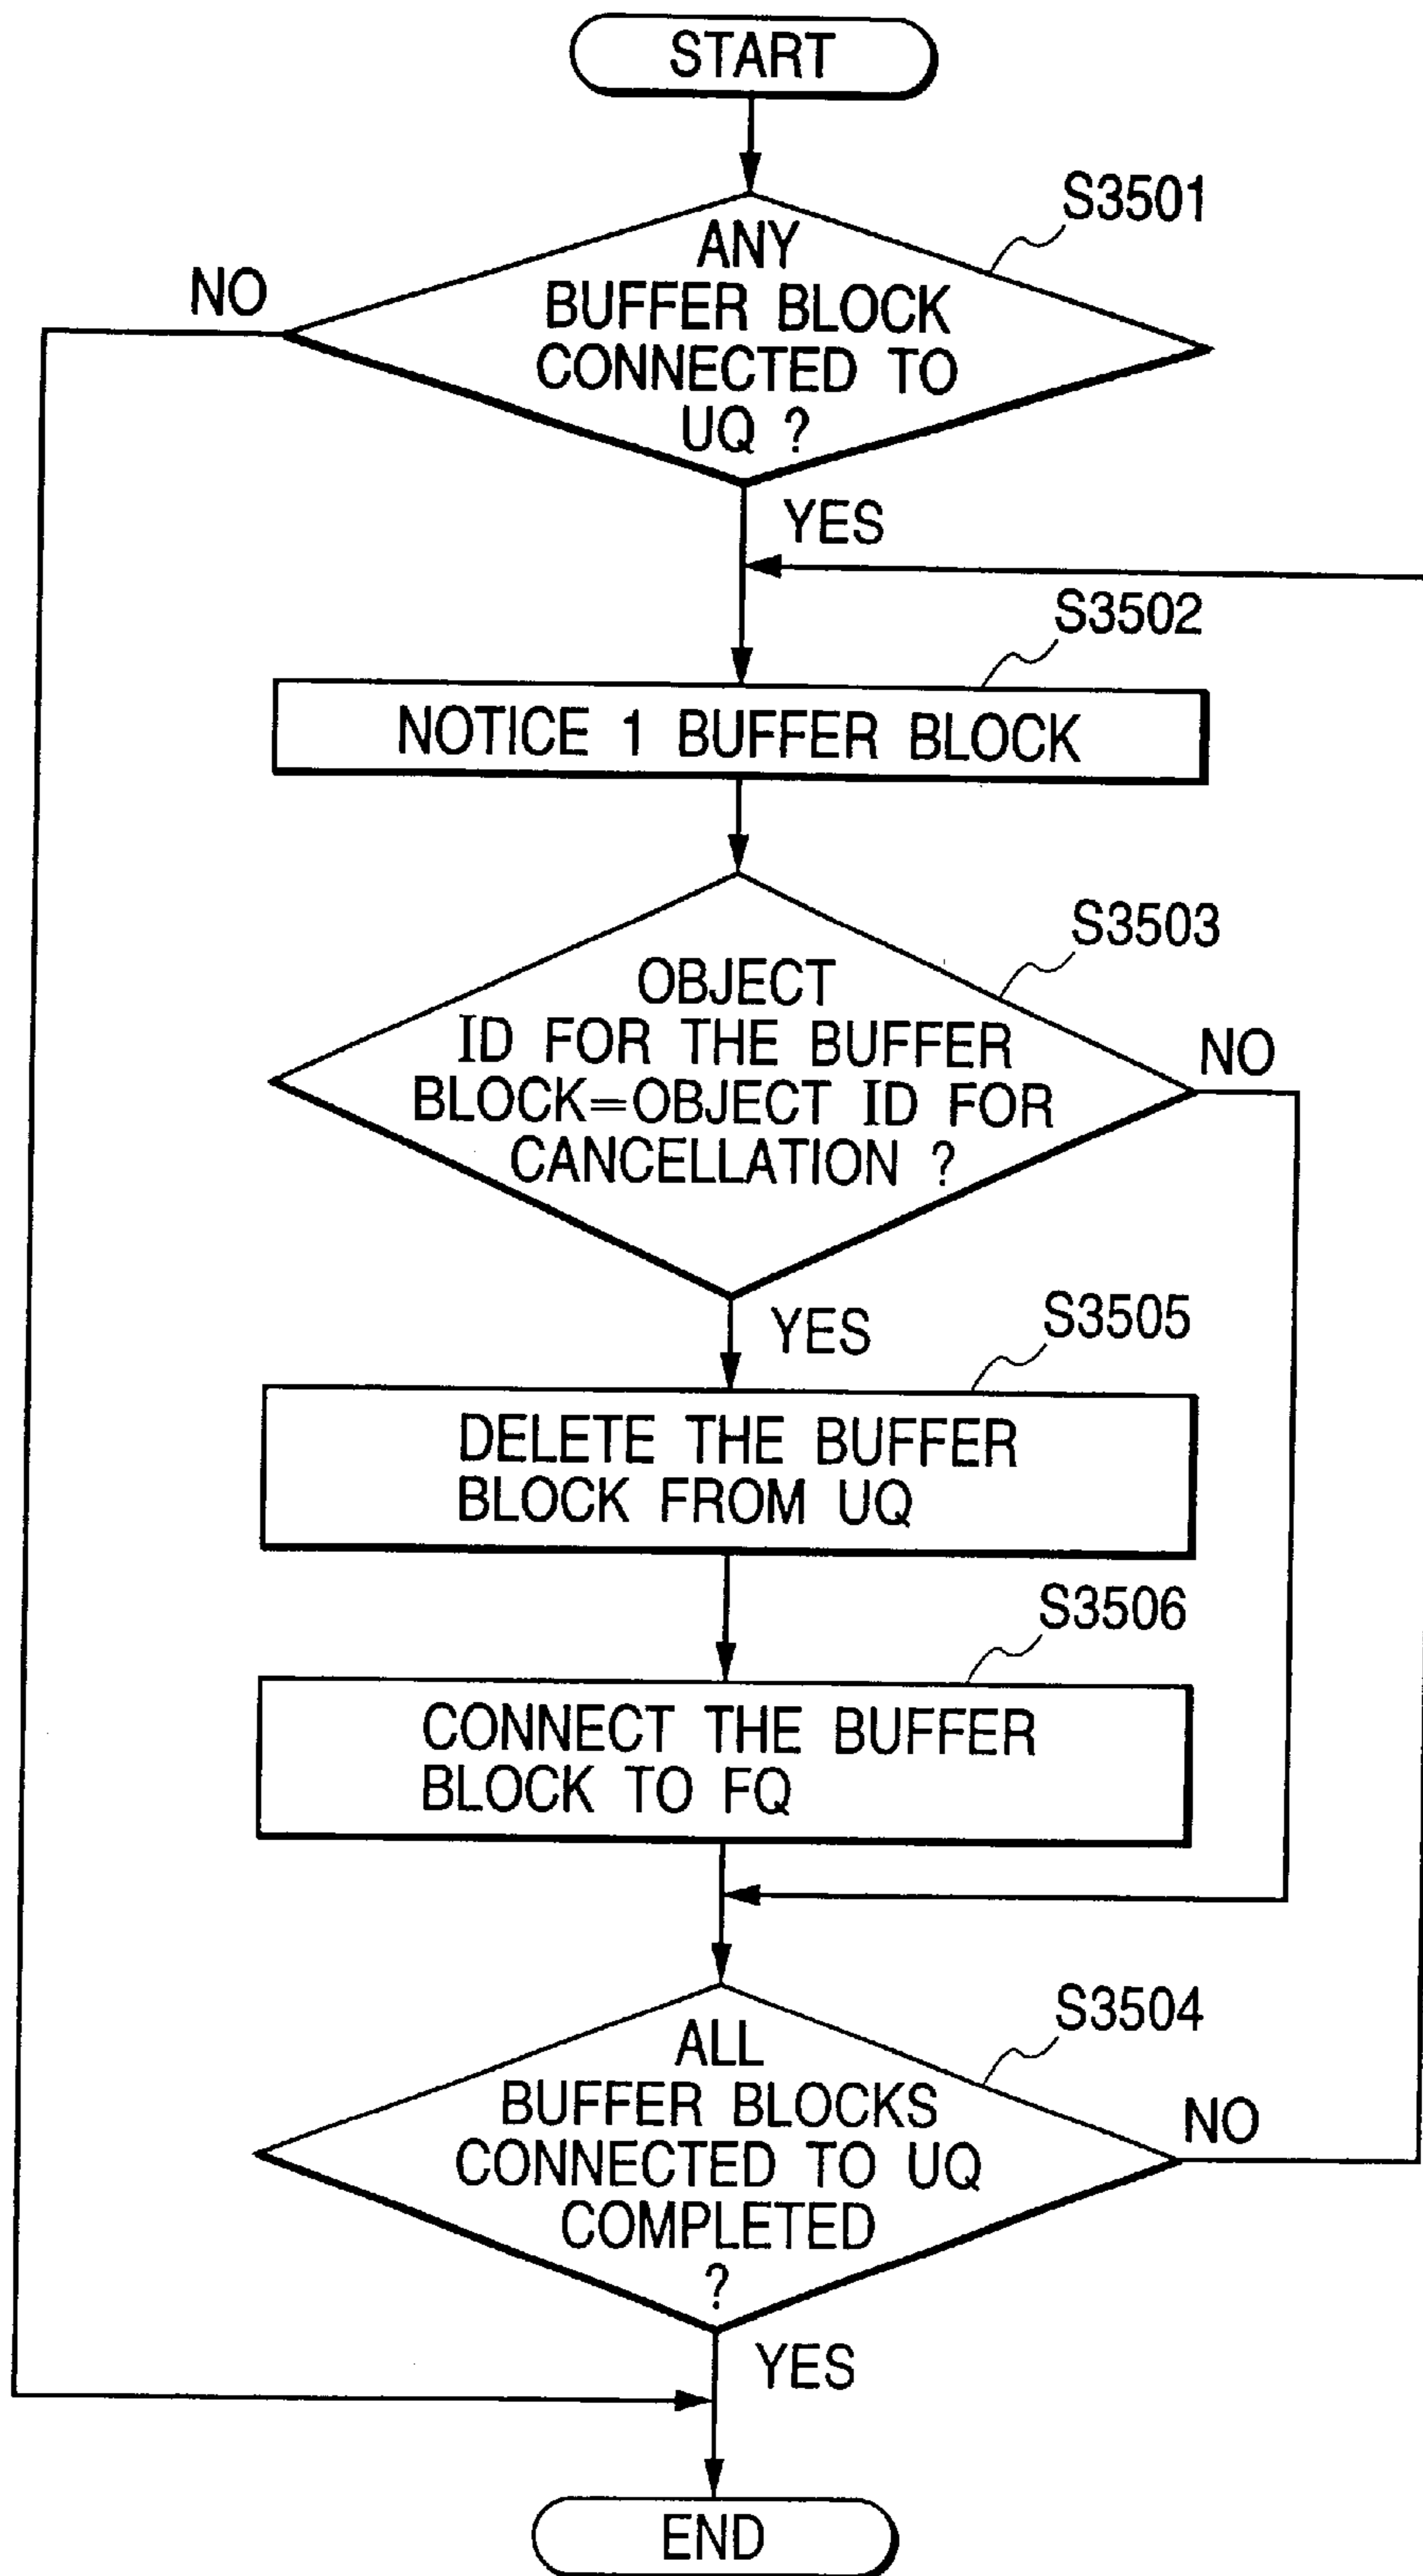 START
S3501
ANY
BUFFER BLOCK
CONNECTED TO
UQ ?
NO
YES
S3502
NOTICE 1 BUFFER BLOCK
S3503
OBJECT
ID FOR THE BUFFER
BLOCK=OBJECT ID FOR
CANCELLATION ?
NO
YES
S3505
DELETE THE BUFFER
BLOCK FROM UQ
S3506
CONNECT THE BUFFER
BLOCK TO FQ
S3504
ALL
BUFFER BLOCKS
CONNECTED TO UQ
COMPLETED
?
NO
YES
END